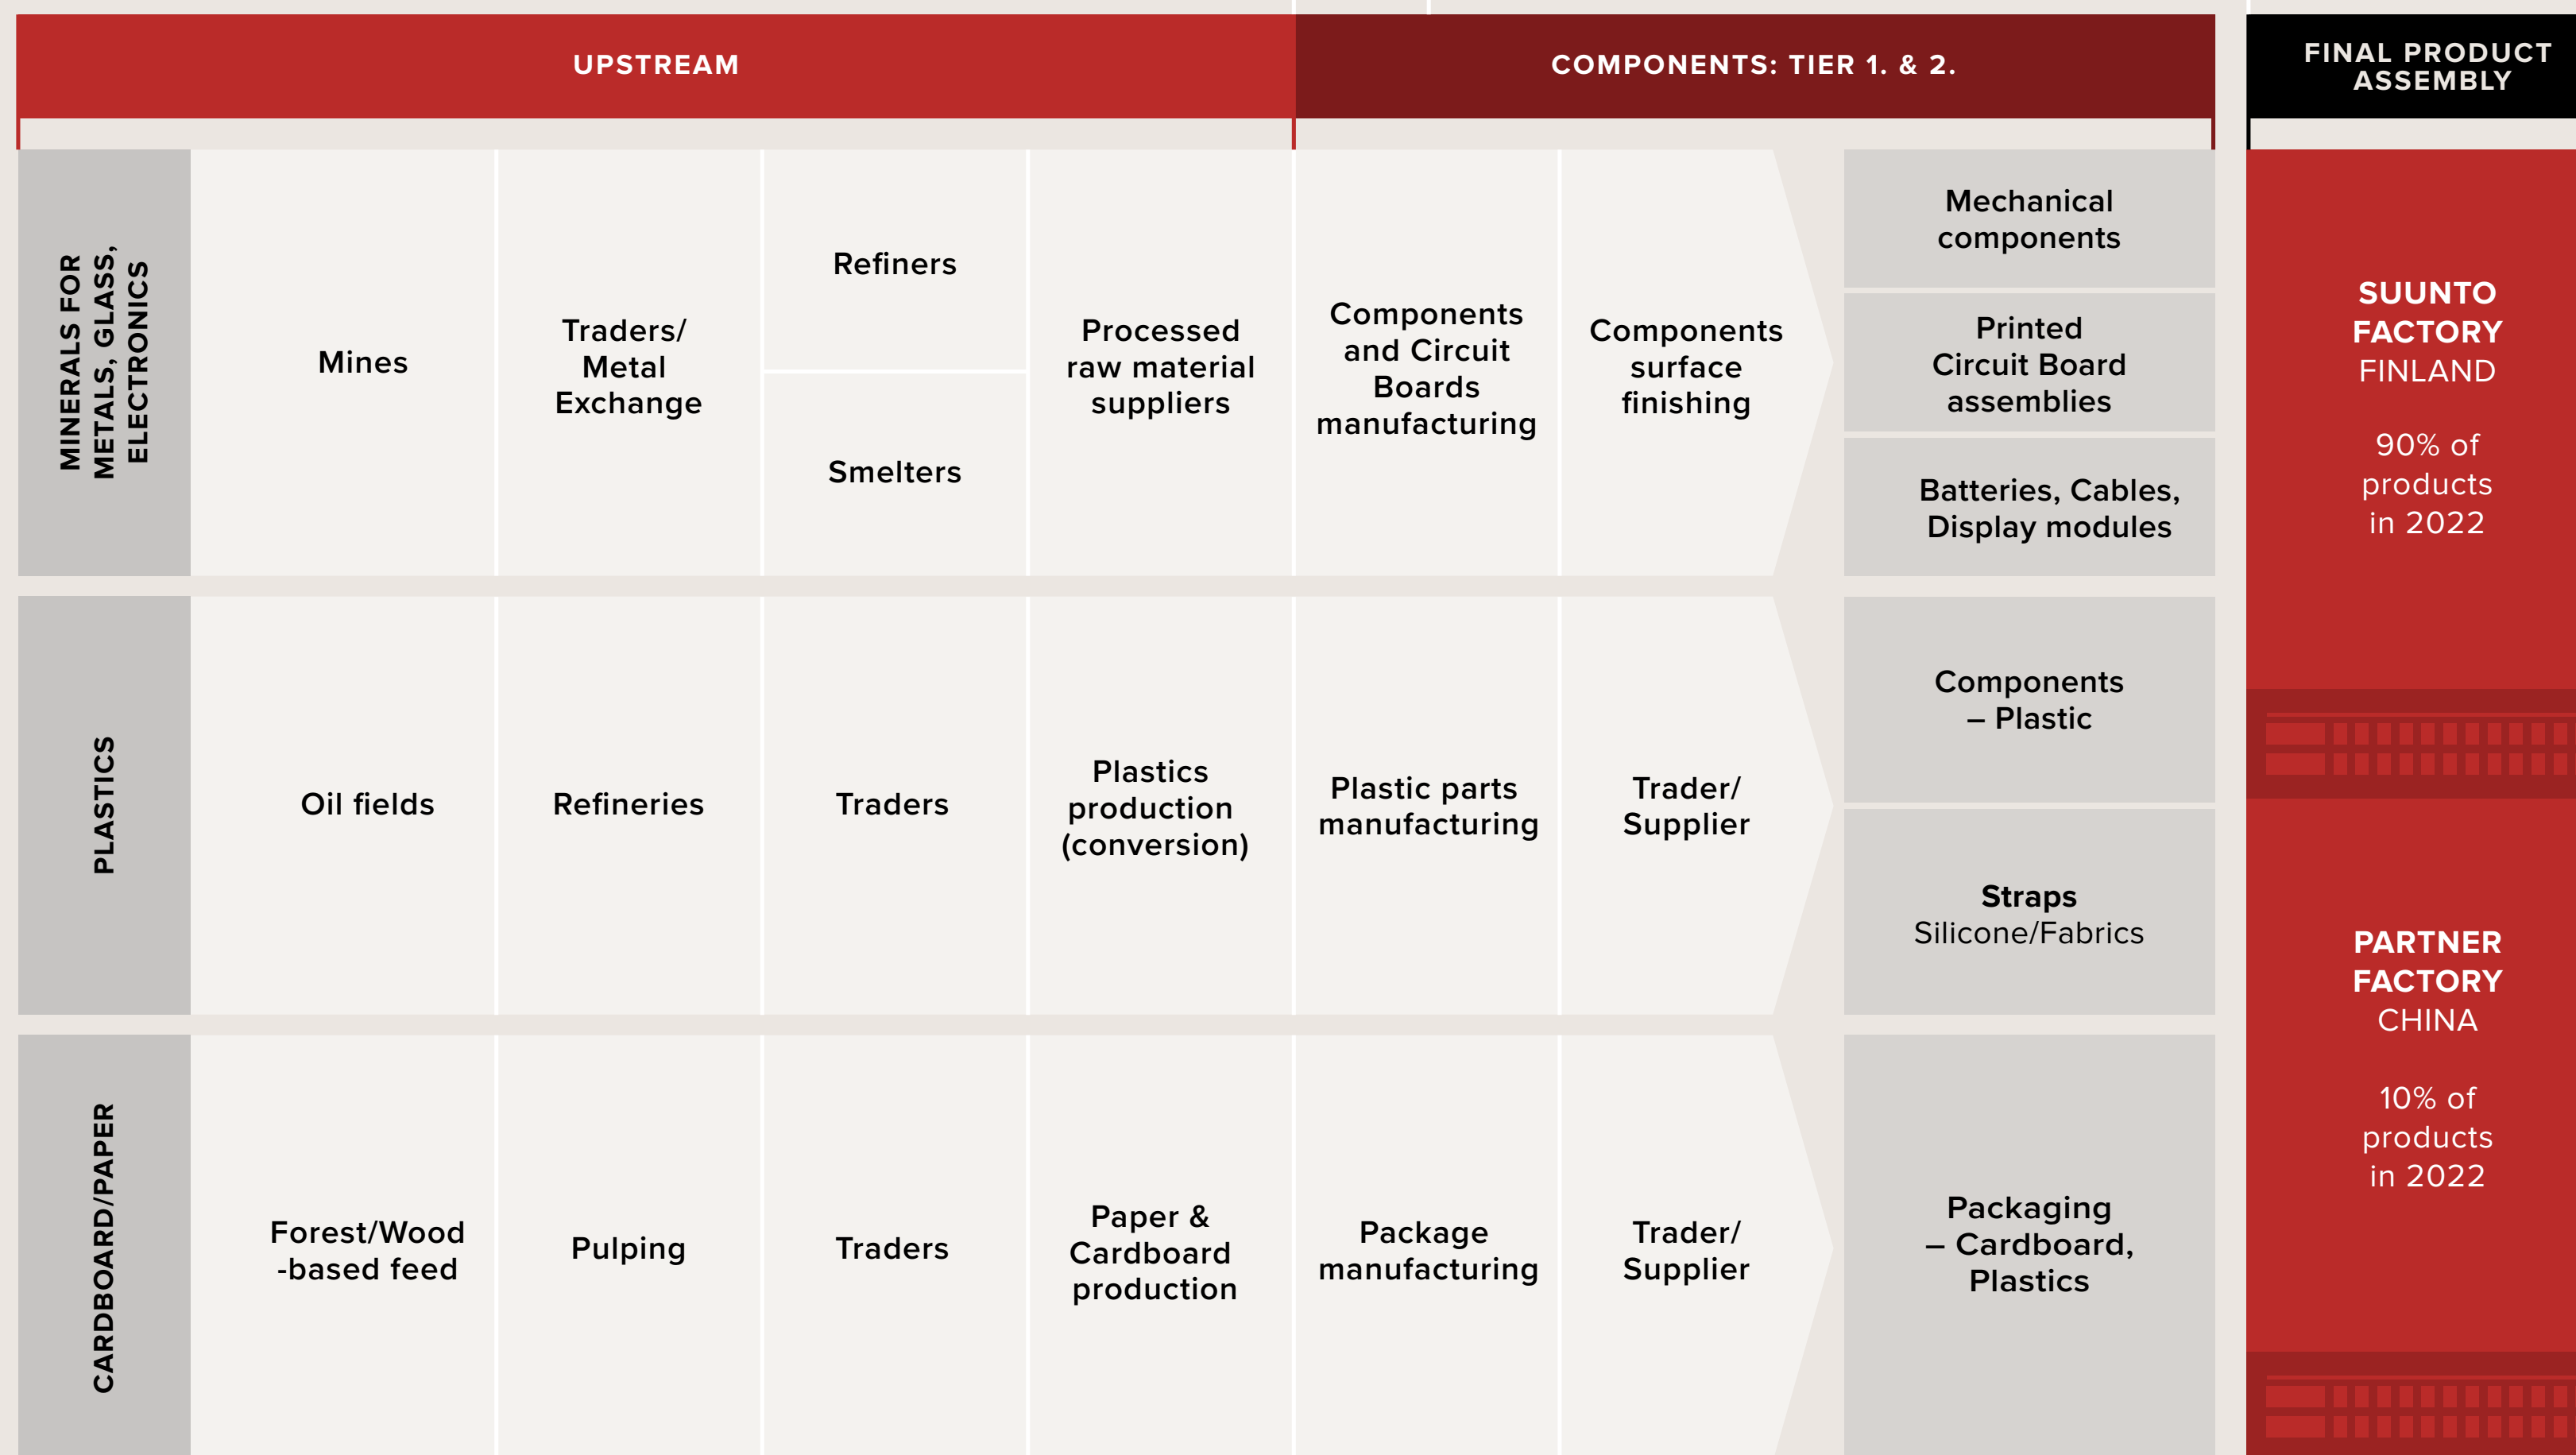 UPSTREAM
COMPONENTS: TIER 1. & 2.
FINAL PRODUCT
ASSEMBLY
MINERALS FOR
METALS, GLASS,
ELECTRONICS
Mines
Traders/
Metal
Exchange
Refiners
Smelters
Processed
raw material
suppliers
Components
and Circuit
Boards
manufacturing
Components
surface
finishing
Mechanical
components
Printed
Circuit Board
assemblies
Batteries, Cables,
Display modules
SUUNTO
FACTORY
FINLAND
90% of
products
in 2022
PLASTICS
Oil fields
Refineries
Traders
Plastics
production
(conversion)
Plastic parts
manufacturing
Trader/
Supplier
Components
– Plastic
Straps
Silicone/Fabrics
PARTNER
FACTORY
CHINA
10% of
products
in 2022
CARDBOARD/PAPER
Forest/Wood
-based feed
Pulping
Traders
Paper &
Cardboard
production
Package
manufacturing
Trader/
Supplier
Packaging
– Cardboard,
Plastics